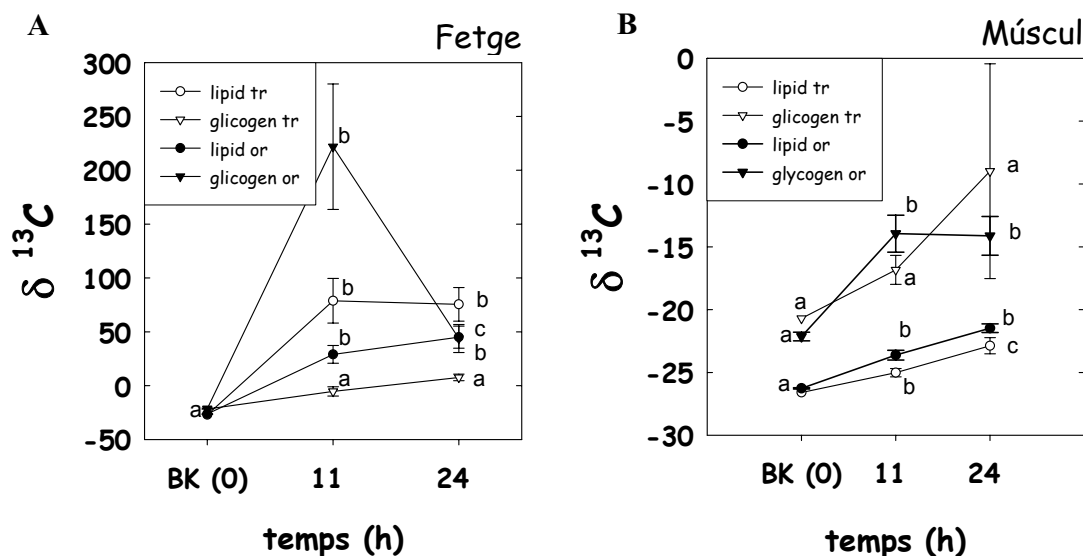 A
Fetge
300
250
200
150
100
50
0
-50
δ ¹³C
lipid tr
glicogen tr
lipid or
glicogen or
b
b
b
c
b
b
a
a
a
BK (0) 11 24
temps (h)
B
Múscul
0
-5
-10
-15
-20
-25
-30
δ ¹³C
lipid tr
glicogen tr
lipid or
glycogen or
a
b
b
a
a
a
b
b
c
a
b
BK (0) 11 24
temps (h)